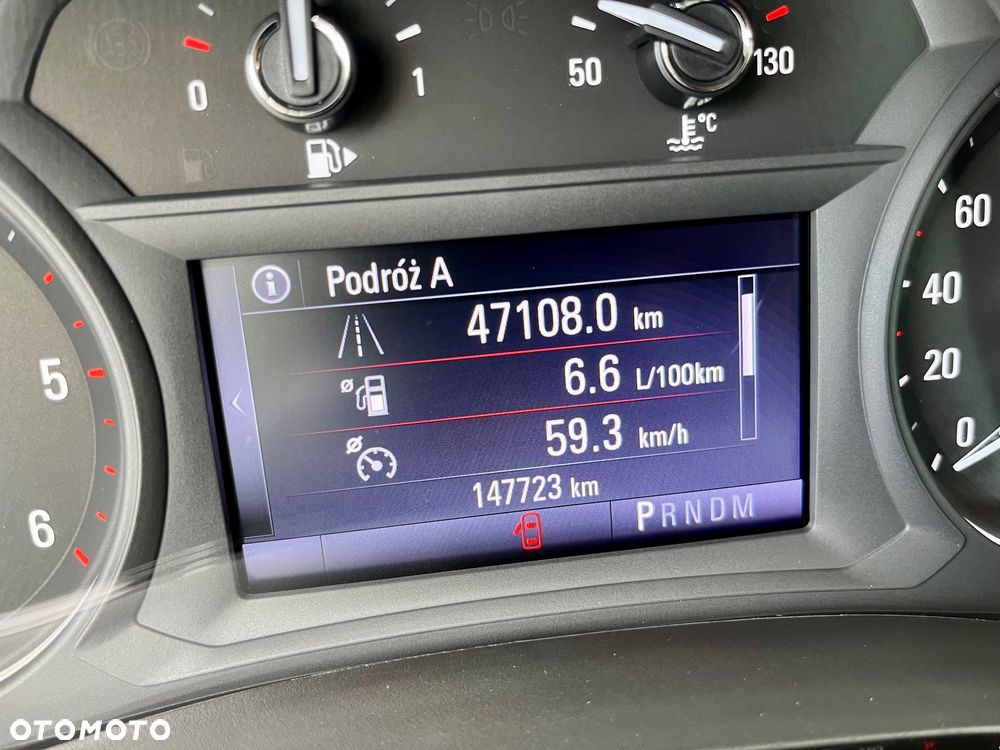 0 1 50 130
°C
60
40
20
0
5
6
Podróż A
47108.0 km
6.6 L/100km
59.3 km/h
147723 km
PRNDM
OTOMOTO